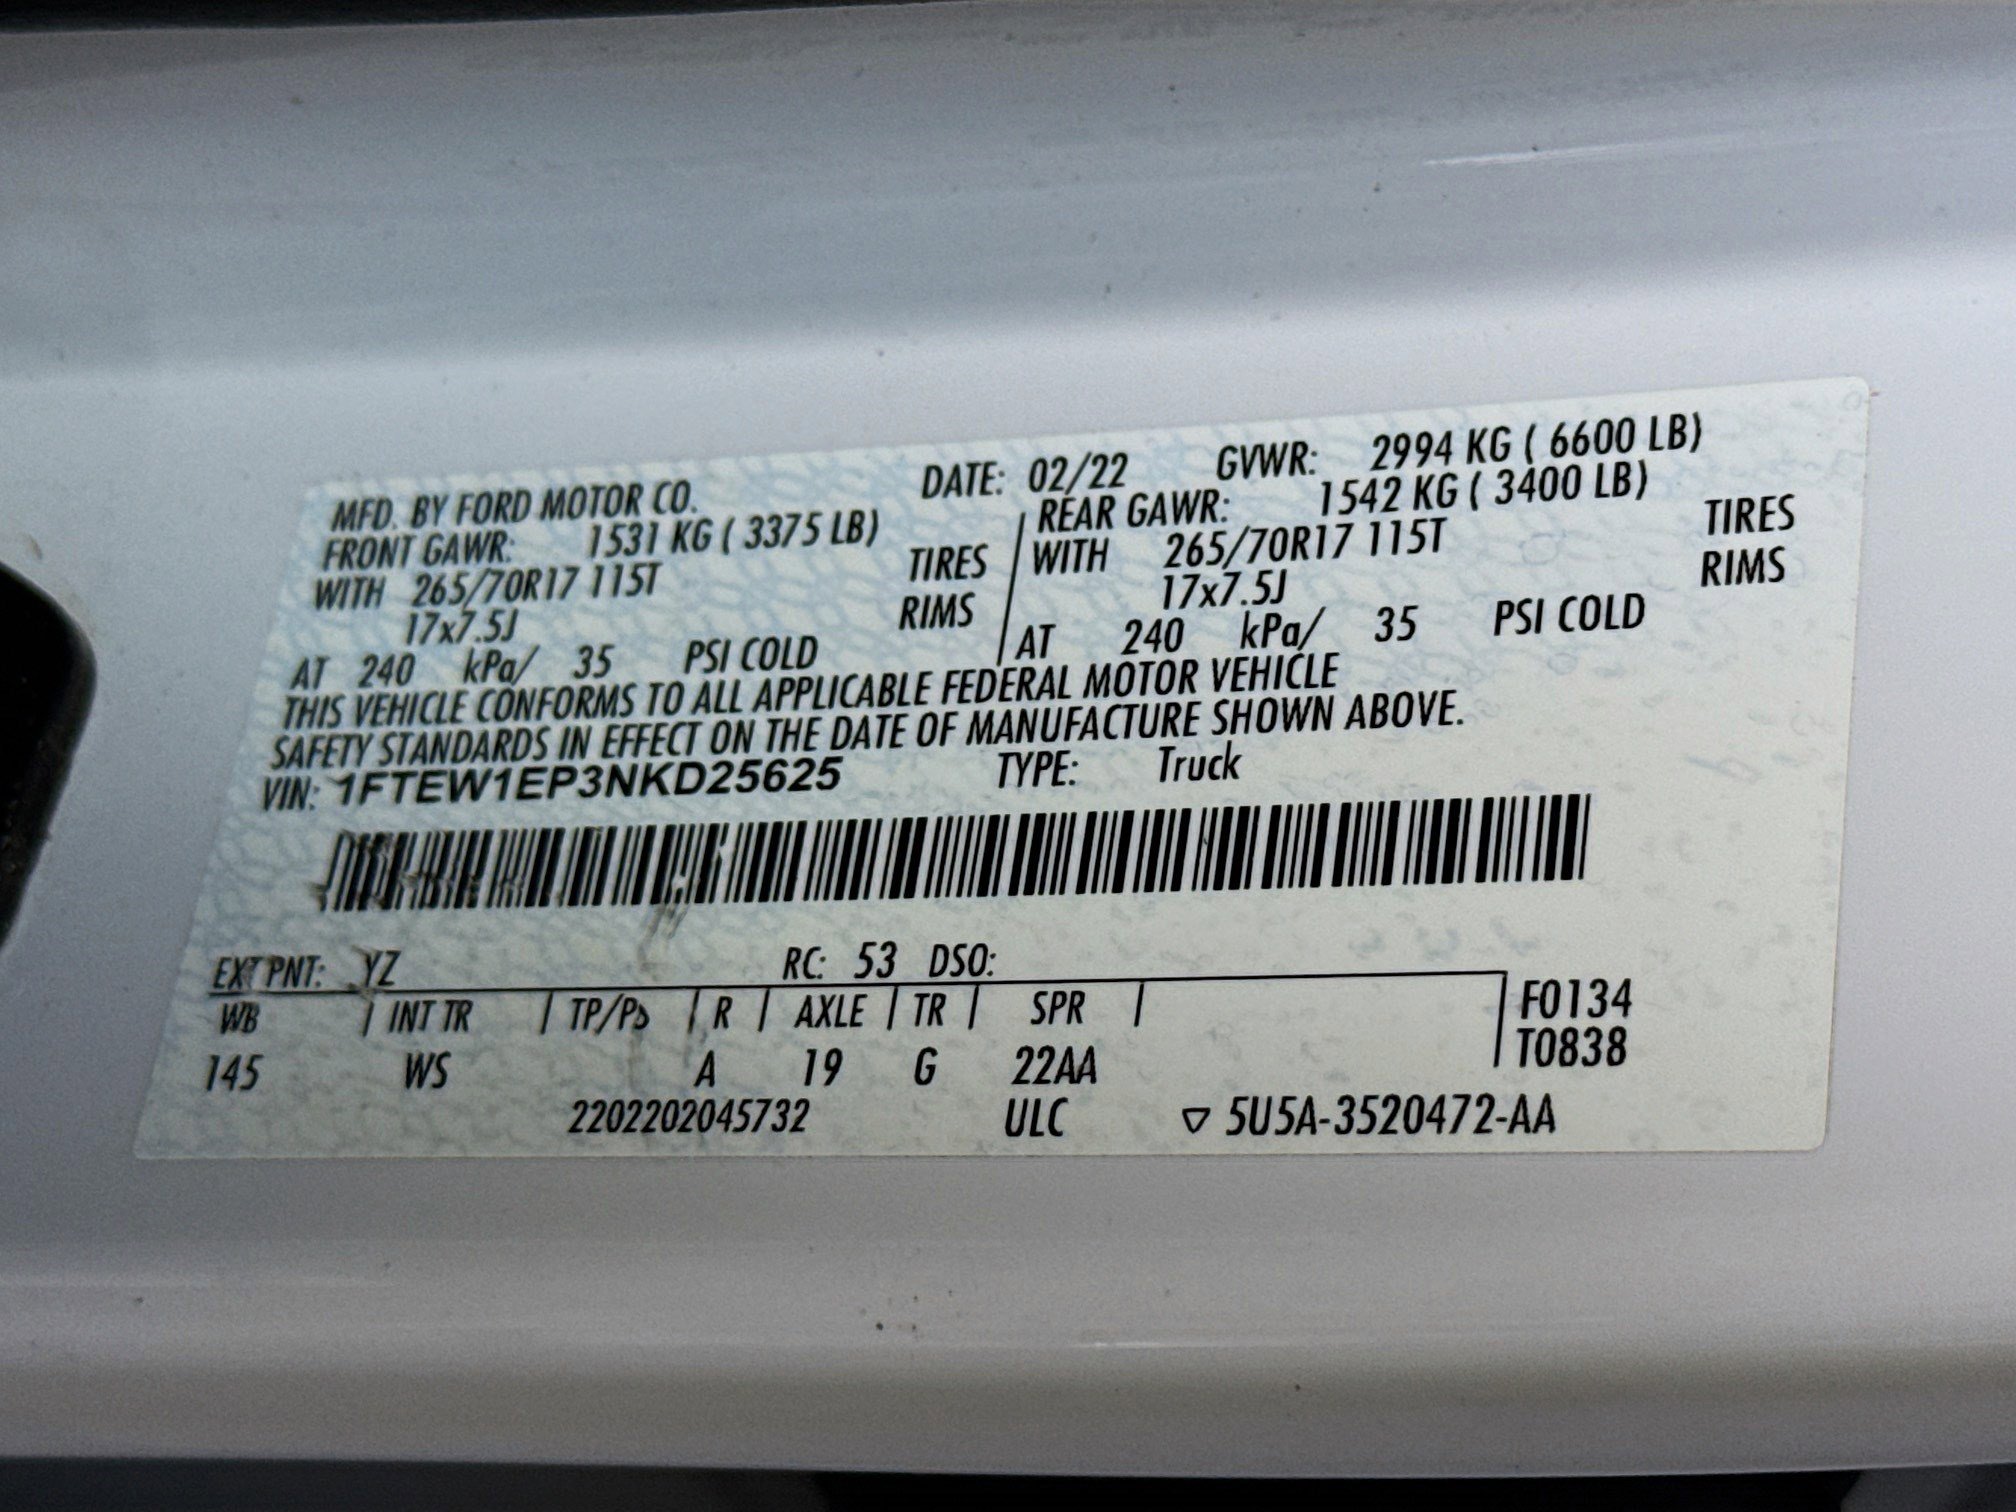 MFD. BY FORD MOTOR CO. DATE: 02/22 GVWR: 2994 KG ( 6600 LB)
FRONT GAWR: 1531 KG ( 3375 LB) REAR GAWR: 1542 KG ( 3400 LB)
WITH 265/70R17 115T TIRES WITH 265/70R17 115T TIRES
17x7.5J RIMS 17x7.5J RIMS
AT 240 kPa/ 35 PSI COLD AT 240 kPa/ 35 PSI COLD
THIS VEHICLE CONFORMS TO ALL APPLICABLE FEDERAL MOTOR VEHICLE
SAFETY STANDARDS IN EFFECT ON THE DATE OF MANUFACTURE SHOWN ABOVE.
VIN: 1FTEW1EP3NKD25625 TYPE: Truck
EXT PNT: YZ RC: 53 DSO:
WB | INT TR | TP/PS | R | AXLE | TR | SPR | F0134
145 WS A 19 G 22AA T0838
2202202045732 ULC ▽ 5U5A-3520472-AA